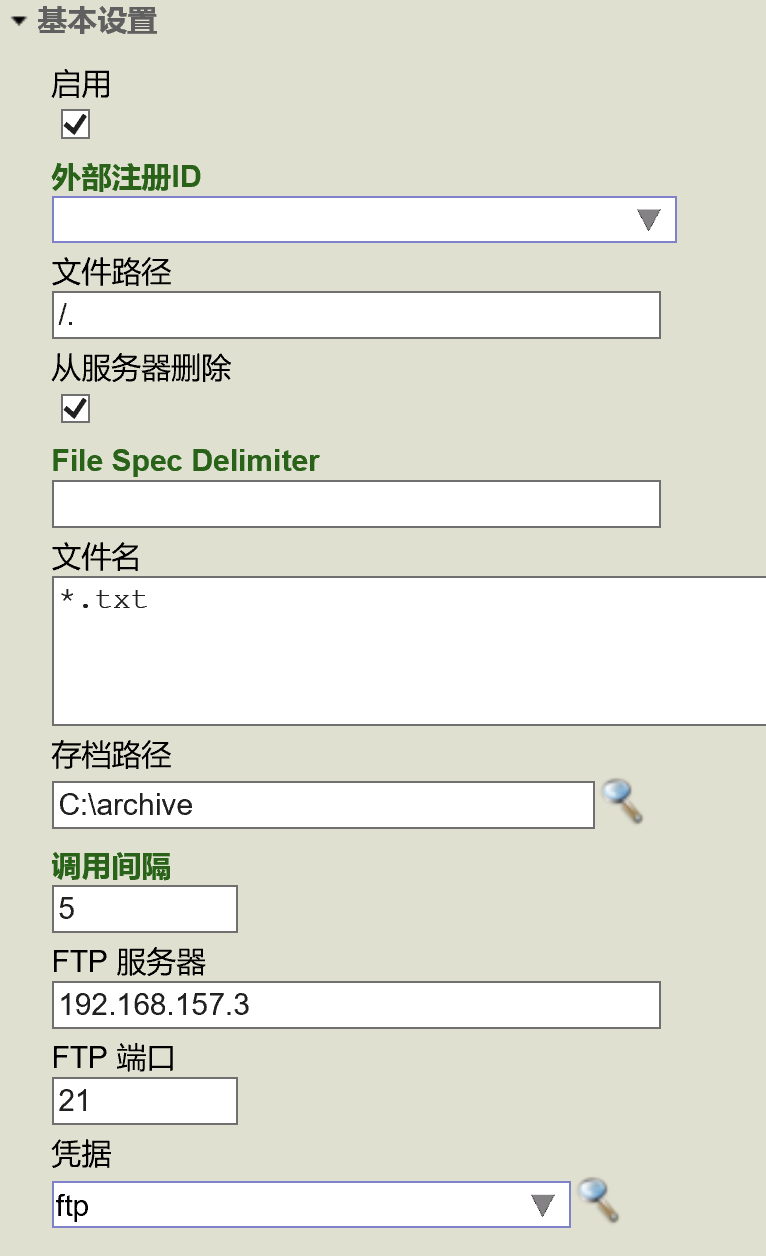 基本设置
启用
外部注册ID
文件路径
/.
从服务器删除
File Spec Delimiter
文件名
*.txt
存档路径
C:\archive
调用间隔
5
FTP 服务器
192.168.157.3
FTP 端口
21
凭据
ftp